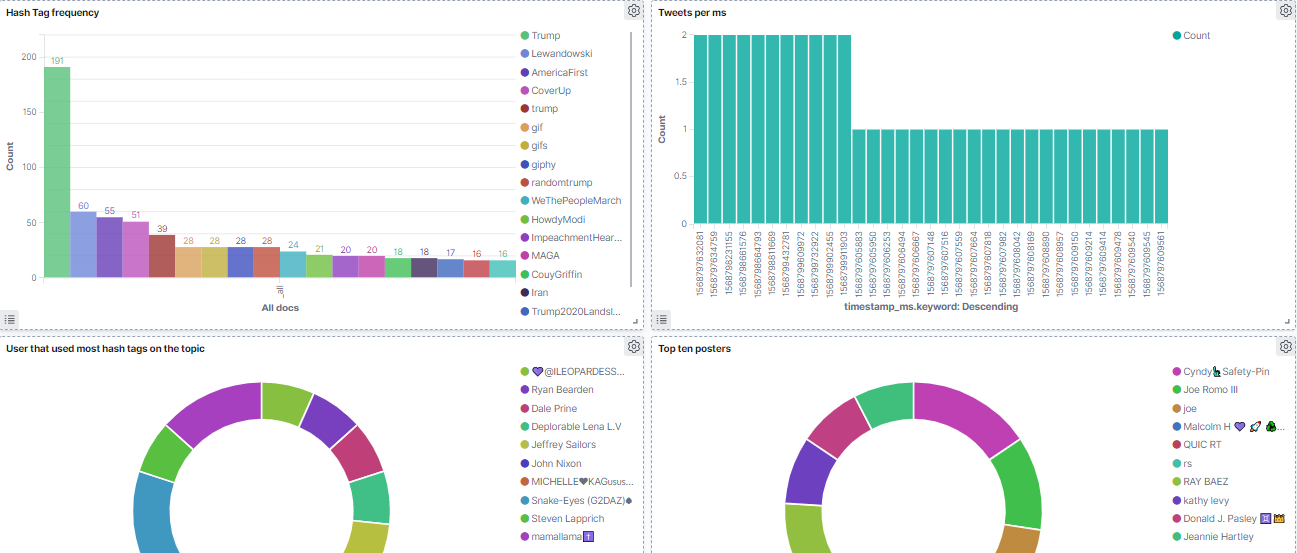 Hash Tag frequency
200
150
100
50
0
Count
191
60
55
51
39
28
28
28
28
24
21
20
20
18
18
17
16
16
all
All docs
Trump
Lewandowski
AmericaFirst
CoverUp
trump
gif
gifs
giphy
randomtrump
WeThePeopleMarch
HowdyModi
ImpeachmentHear...
MAGA
CouyGriffin
Iran
Trump2020Landsl...
Tweets per ms
2
1.5
1
0.5
0
Count
1568797632081
1568797634759
1568798231155
1568798661576
1568798664793
1568798811669
1568799432781
1568799609972
1568799732922
1568799902455
1568799911903
1568797605883
1568797605950
1568797606253
1568797606494
1568797606667
1568797607148
1568797607516
1568797607559
1568797607664
1568797607818
1568797607982
1568797608042
1568797608169
1568797608890
1568797608957
1568797609150
1568797609214
1568797609414
1568797609478
1568797609540
1568797609545
1568797609561
timestamp_ms.keyword: Descending
Count
User that used most hash tags on the topic
💜@ILEOPARDESS...
Ryan Bearden
Dale Prine
Deplorable Lena L.V
Jeffrey Sailors
John Nixon
MICHELLE♥KAGususus...
Snake-Eyes (G2DAZ)♠
Steven Lapprich
mamallama✝
Top ten posters
Cyndy🗽Safety-Pin
Joe Romo III
joe
Malcolm H 💜 🚀 ♣...
QUIC RT
rs
RAY BAEZ
kathy levy
Donald J. Pasley
Jeannie Hartley